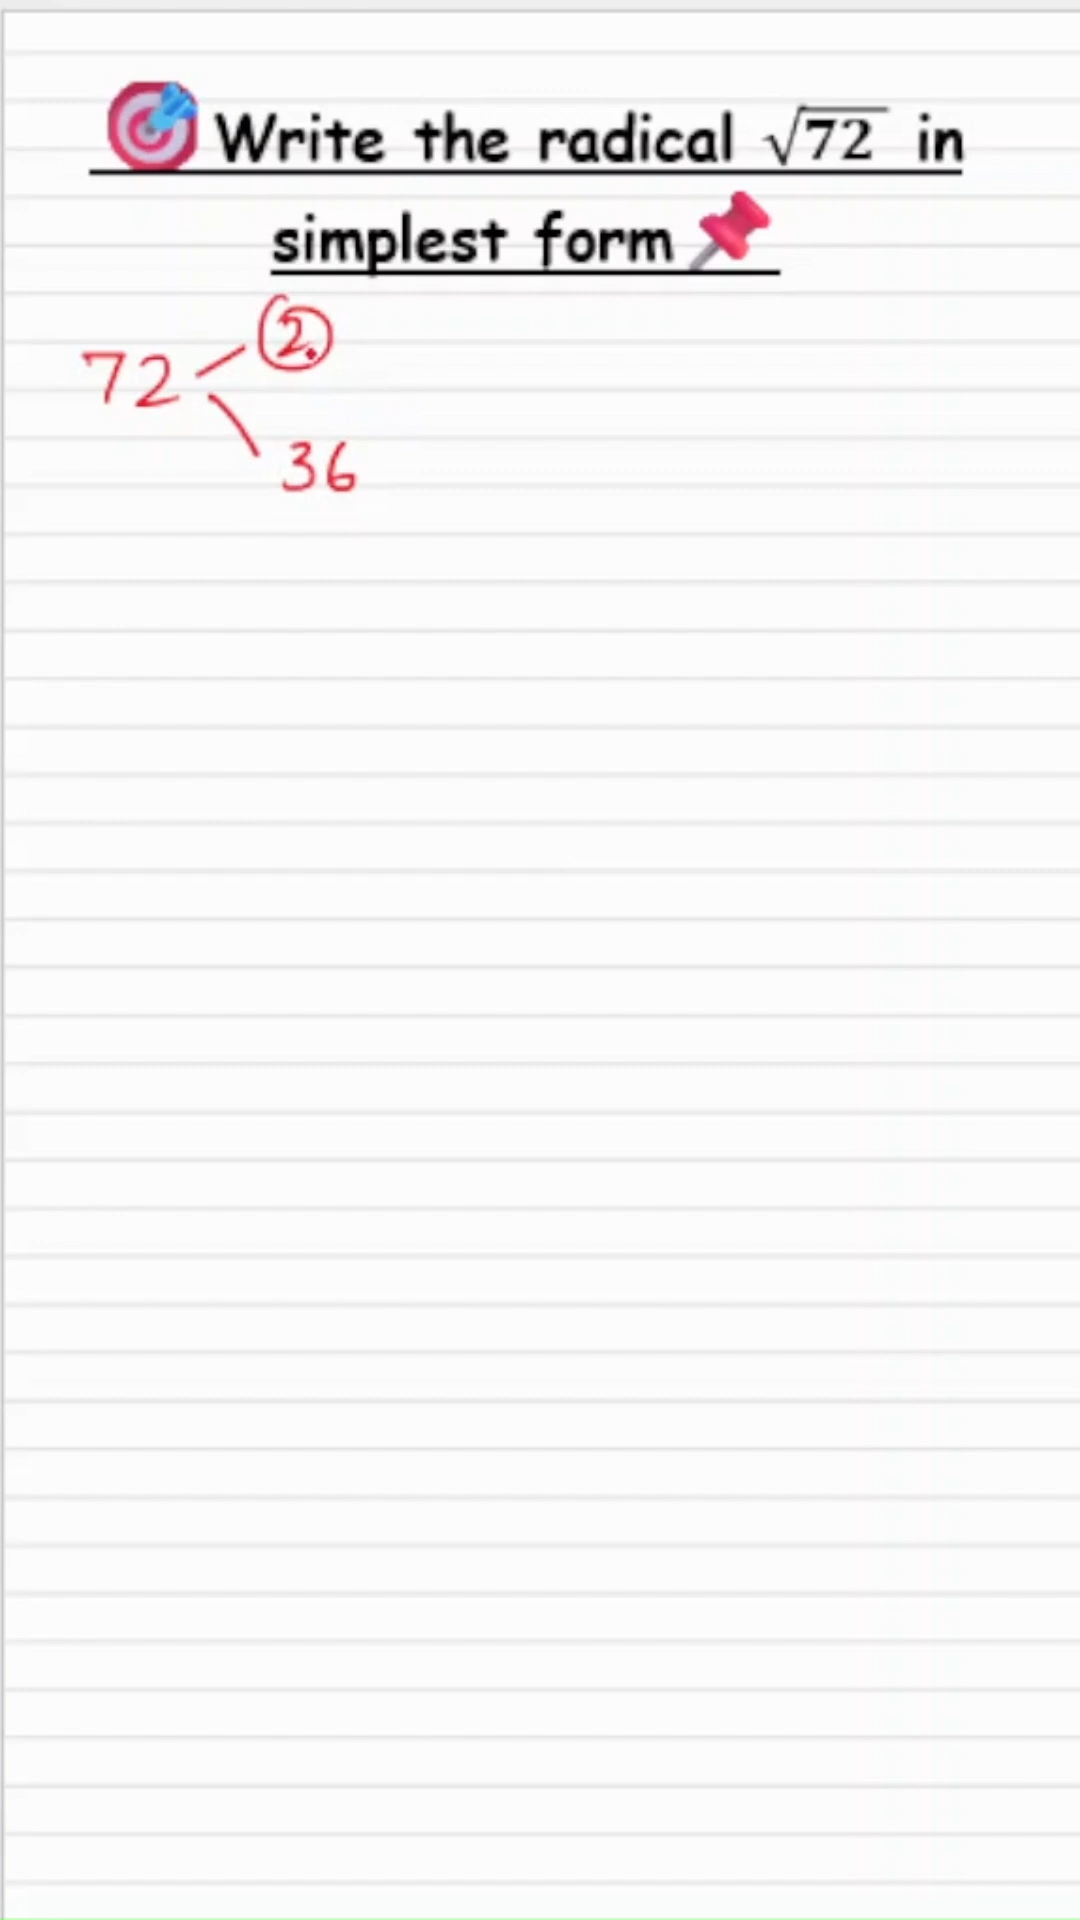 🎯 Write the radical √72 in
simplest form 📌
2
72
36